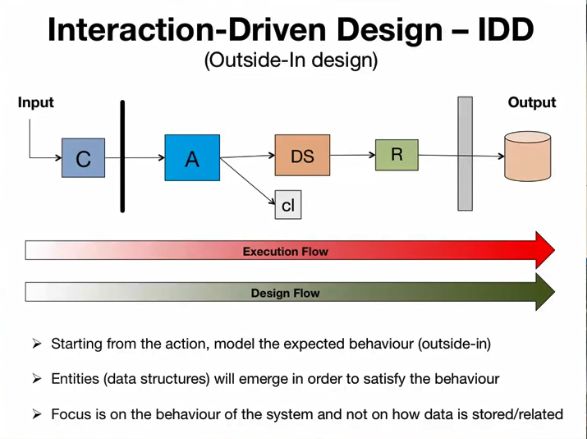 Interaction-Driven Design – IDD
(Outside-In design)
Input
Output
C
A
DS
R
cl
Execution Flow
Design Flow
➢ Starting from the action, model the expected behaviour (outside-in)
➢ Entities (data structures) will emerge in order to satisfy the behaviour
➢ Focus is on the behaviour of the system and not on how data is stored/related